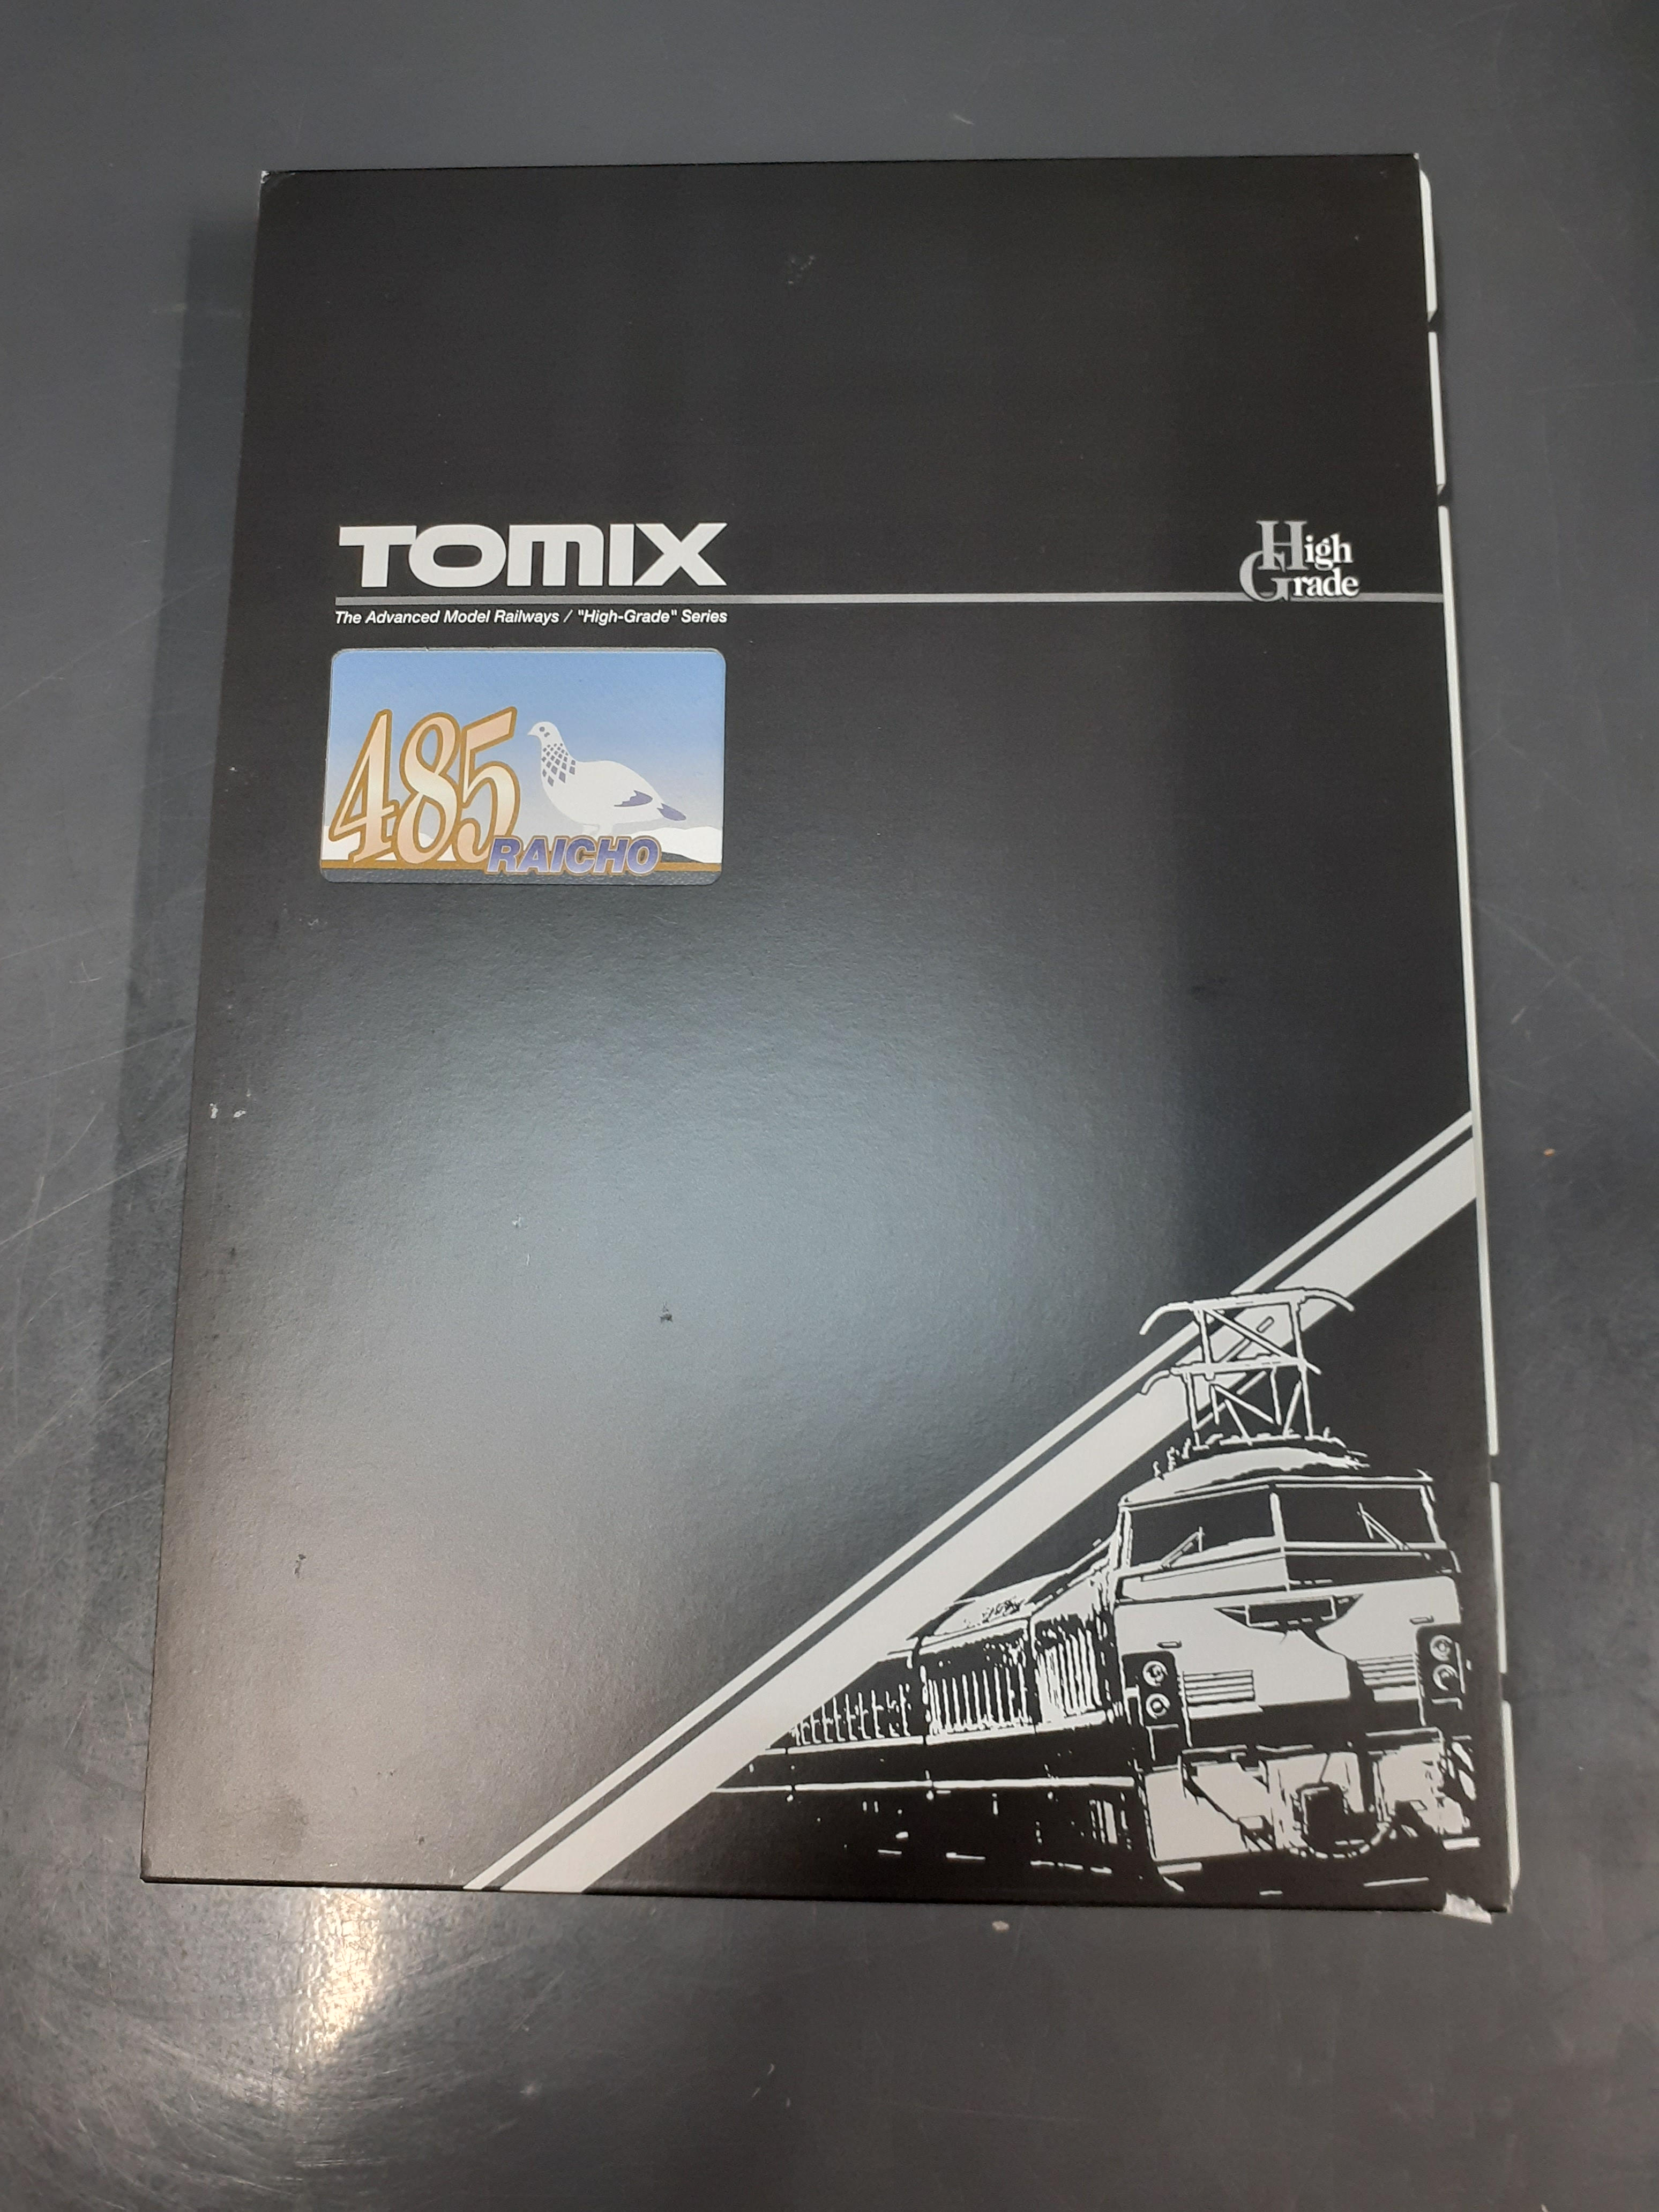 TOMIX
High
Grade
The Advanced Model Railways / "High-Grade" Series
485
RAICHO